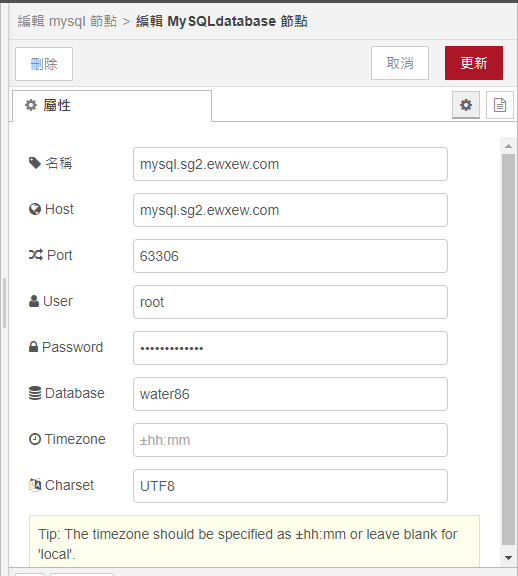 編輯 mysql 節點 > 編輯 MySQLdatabase 節點
刪除 取消 更新
屬性
名稱 mysql.sg2.ewxew.com
Host mysql.sg2.ewxew.com
Port 63306
User root
Password •••••••••••••
Database water86
Timezone ±hh:mm
Charset UTF8
Tip: The timezone should be specified as ±hh:mm or leave blank for
'local'.